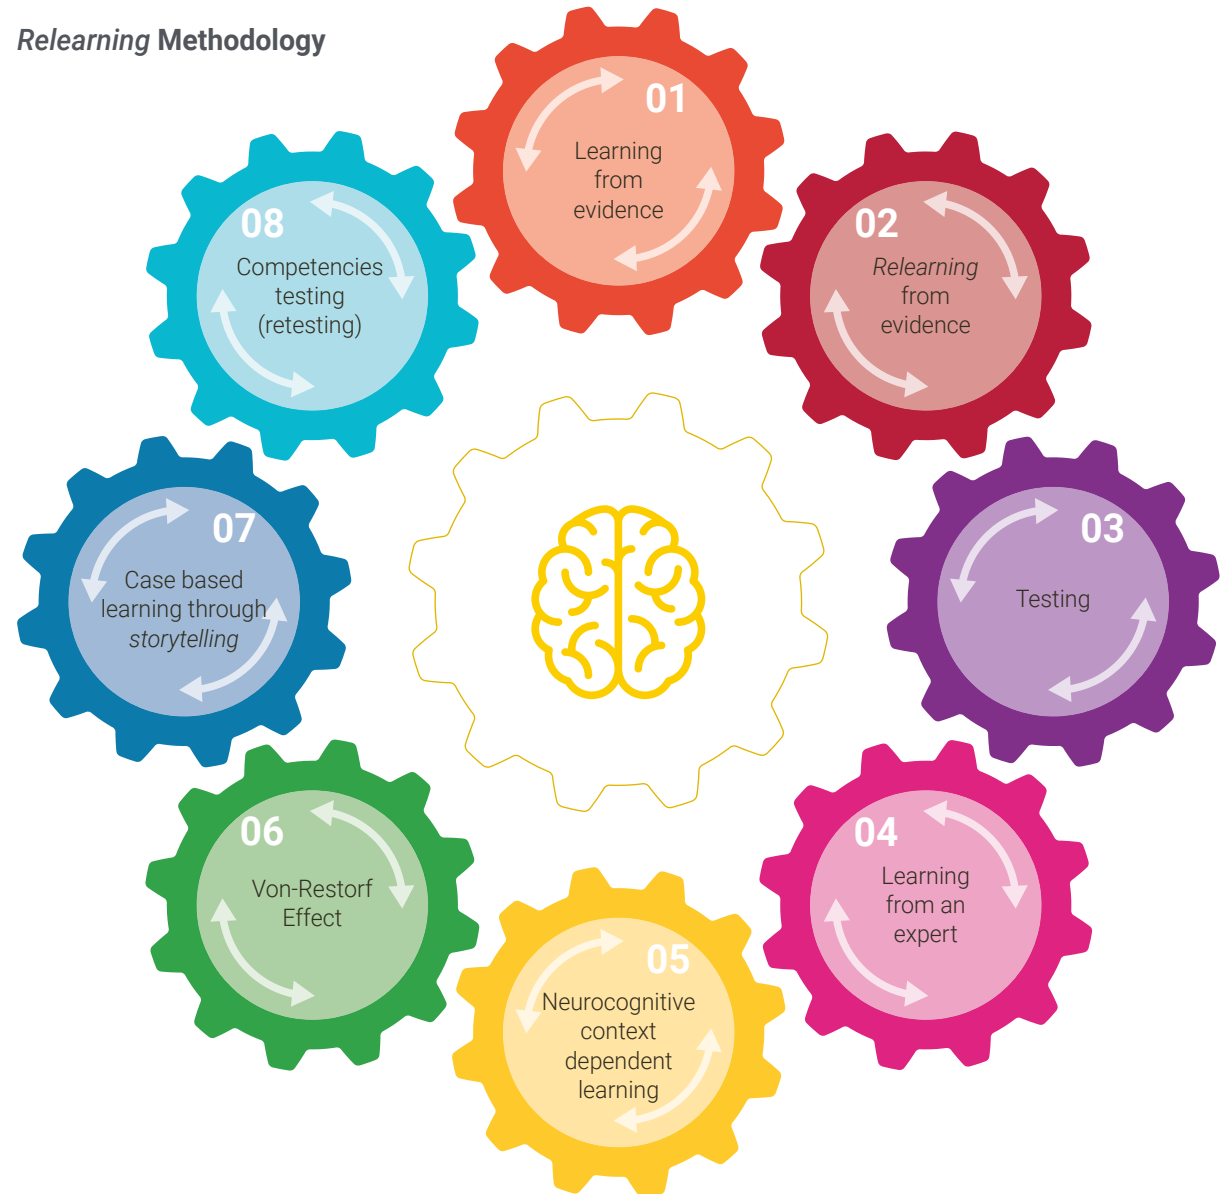 Relearning Methodology
01
Learning
from
evidence
02
Relearning
from
evidence
03
Testing
04
Learning
from an
expert
05
Neurocognitive
context
dependent
learning
06
Von-Restorf
Effect
07
Case based
learning through
storytelling
08
Competencies
testing
(retesting)